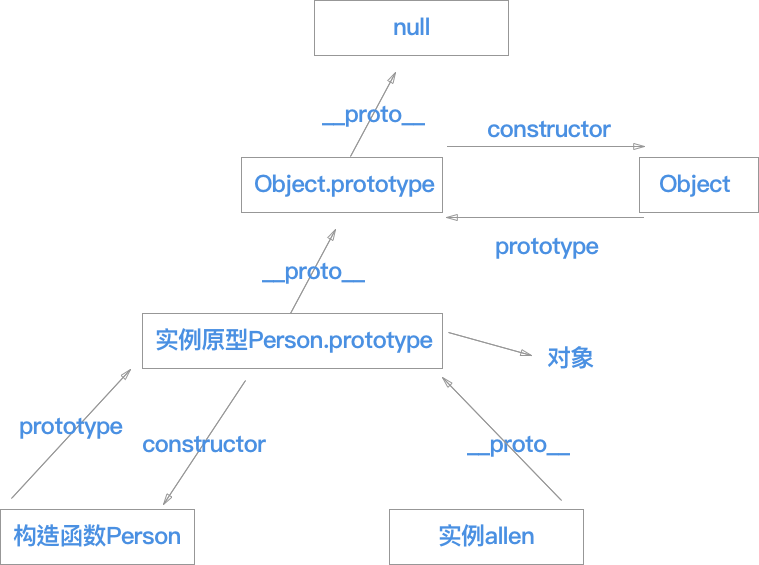 null
__proto__
constructor
Object.prototype
Object
prototype
__proto__
实例原型Person.prototype
对象
prototype
constructor
__proto__
构造函数Person
实例allen